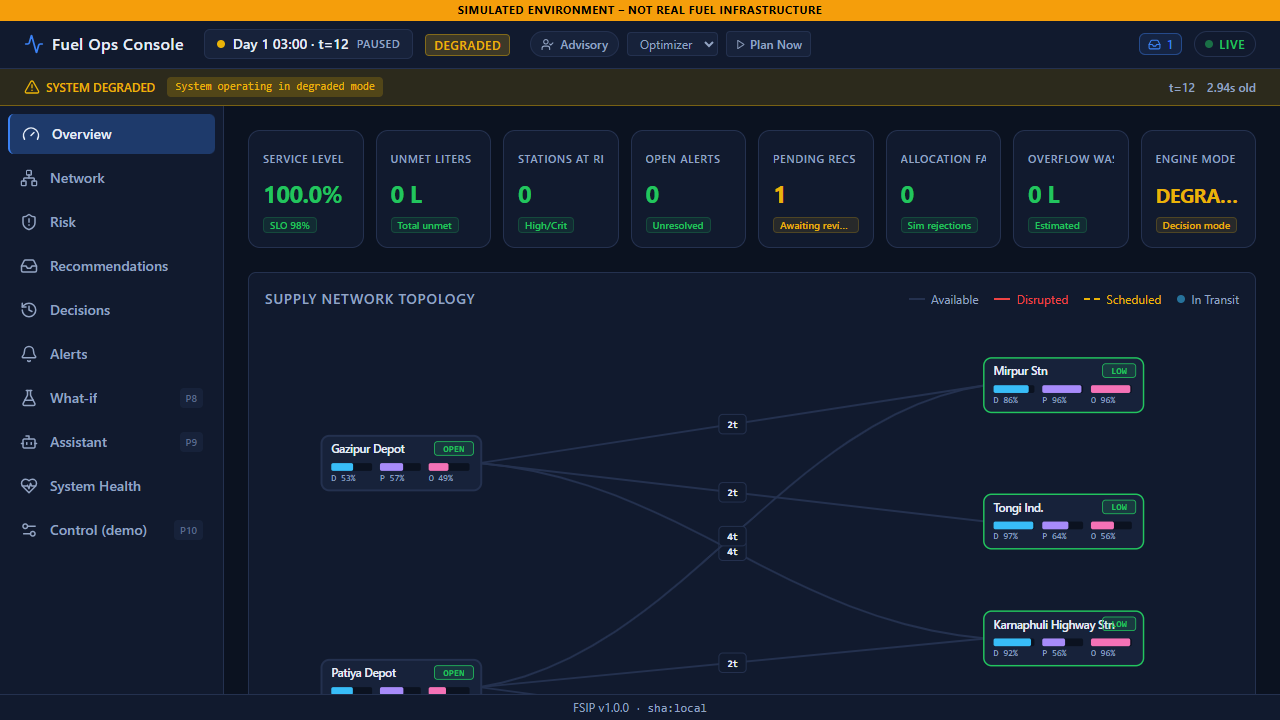 SIMULATED ENVIRONMENT – NOT REAL FUEL INFRASTRUCTURE
Fuel Ops Console
Day 1 03:00 · t=12 PAUSED
DEGRADED
Advisory
Optimizer
Plan Now
1
LIVE
SYSTEM DEGRADED
System operating in degraded mode
t=12 2.94s old
Overview
Network
Risk
Recommendations
Decisions
Alerts
What-if P8
Assistant P9
System Health
Control (demo) P10
SERVICE LEVEL
100.0%
SLO 98%
UNMET LITERS
0 L
Total unmet
STATIONS AT RI
0
High/Crit
OPEN ALERTS
0
Unresolved
PENDING RECS
1
Awaiting revi...
ALLOCATION FA
0
Sim rejections
OVERFLOW WAS
0 L
Estimated
ENGINE MODE
DEGRA...
Decision mode
SUPPLY NETWORK TOPOLOGY
Available Disrupted Scheduled In Transit
Mirpur Stn LOW
D 86% P 96% O 96%
2t
Gazipur Depot OPEN
D 53% P 57% O 49%
2t
Tongi Ind. LOW
D 97% P 64% O 56%
4t
4t
Karnaphuli Highway Stn LOW
D 92% P 56% O 96%
2t
Patiya Depot OPEN
FSIP v1.0.0 · sha:local